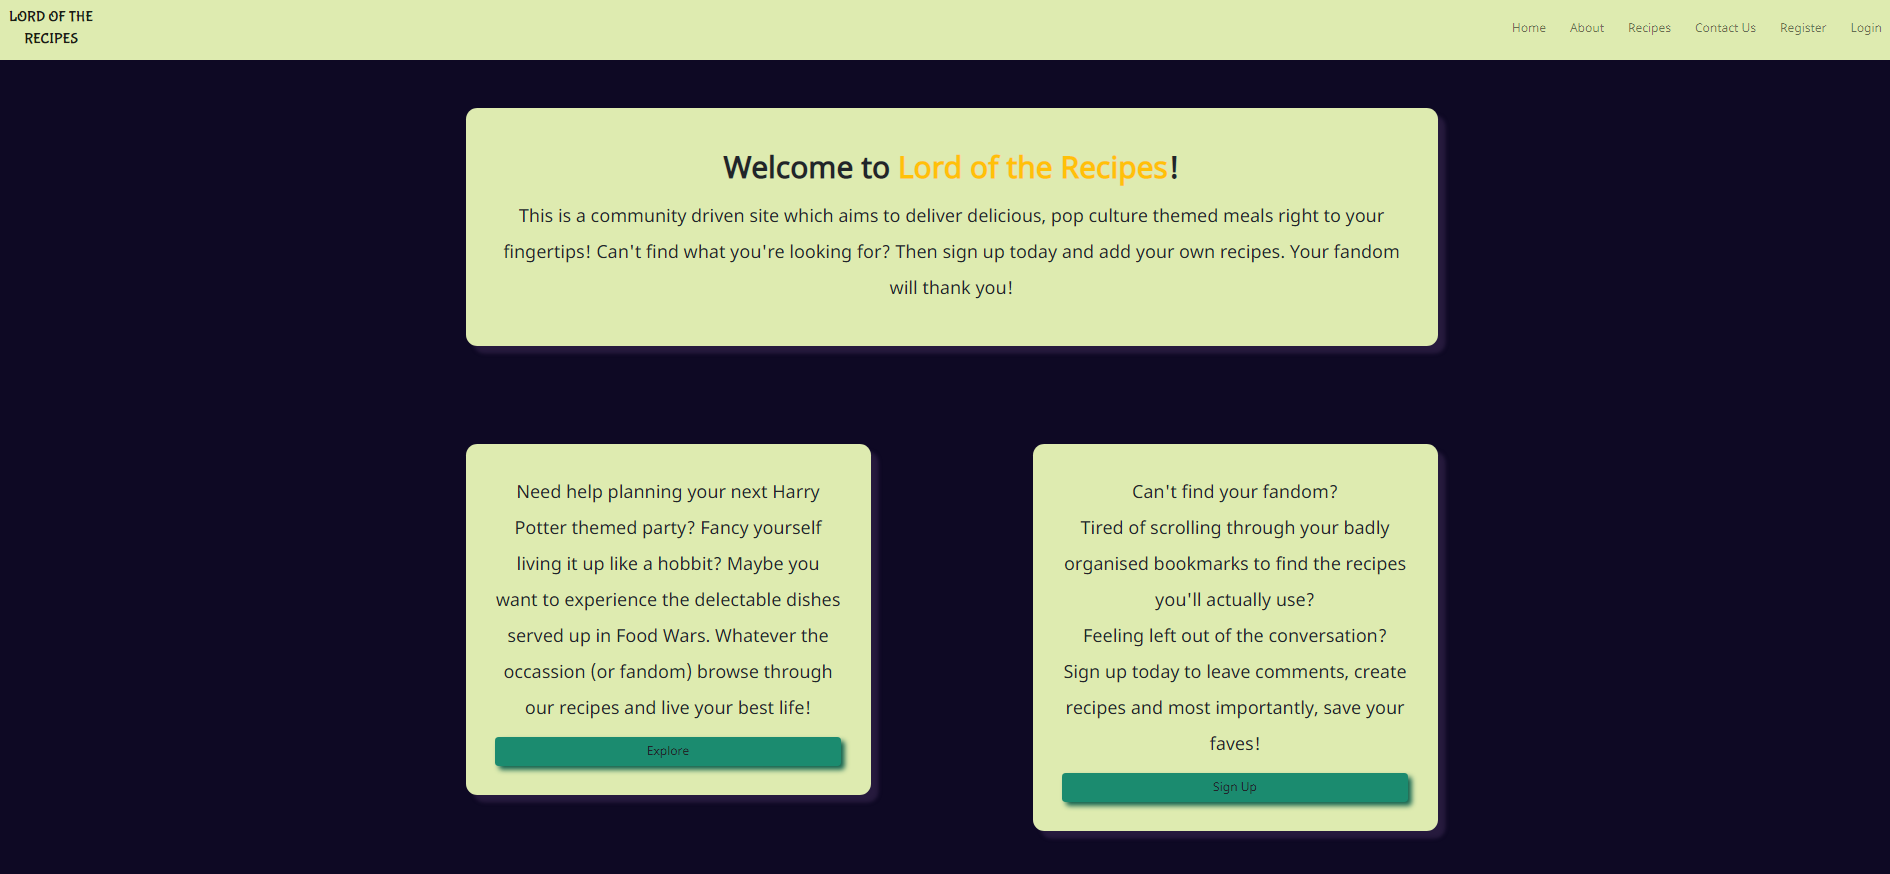 LORD OF THE
RECIPES
Home About Recipes Contact Us Register Login
Welcome to Lord of the Recipes!
This is a community driven site which aims to deliver delicious, pop culture themed meals right to your
fingertips! Can't find what you're looking for? Then sign up today and add your own recipes. Your fandom
will thank you!
Need help planning your next Harry
Potter themed party? Fancy yourself
living it up like a hobbit? Maybe you
want to experience the delectable dishes
served up in Food Wars. Whatever the
occassion (or fandom) browse through
our recipes and live your best life!
Explore
Can't find your fandom?
Tired of scrolling through your badly
organised bookmarks to find the recipes
you'll actually use?
Feeling left out of the conversation?
Sign up today to leave comments, create
recipes and most importantly, save your
faves!
Sign Up